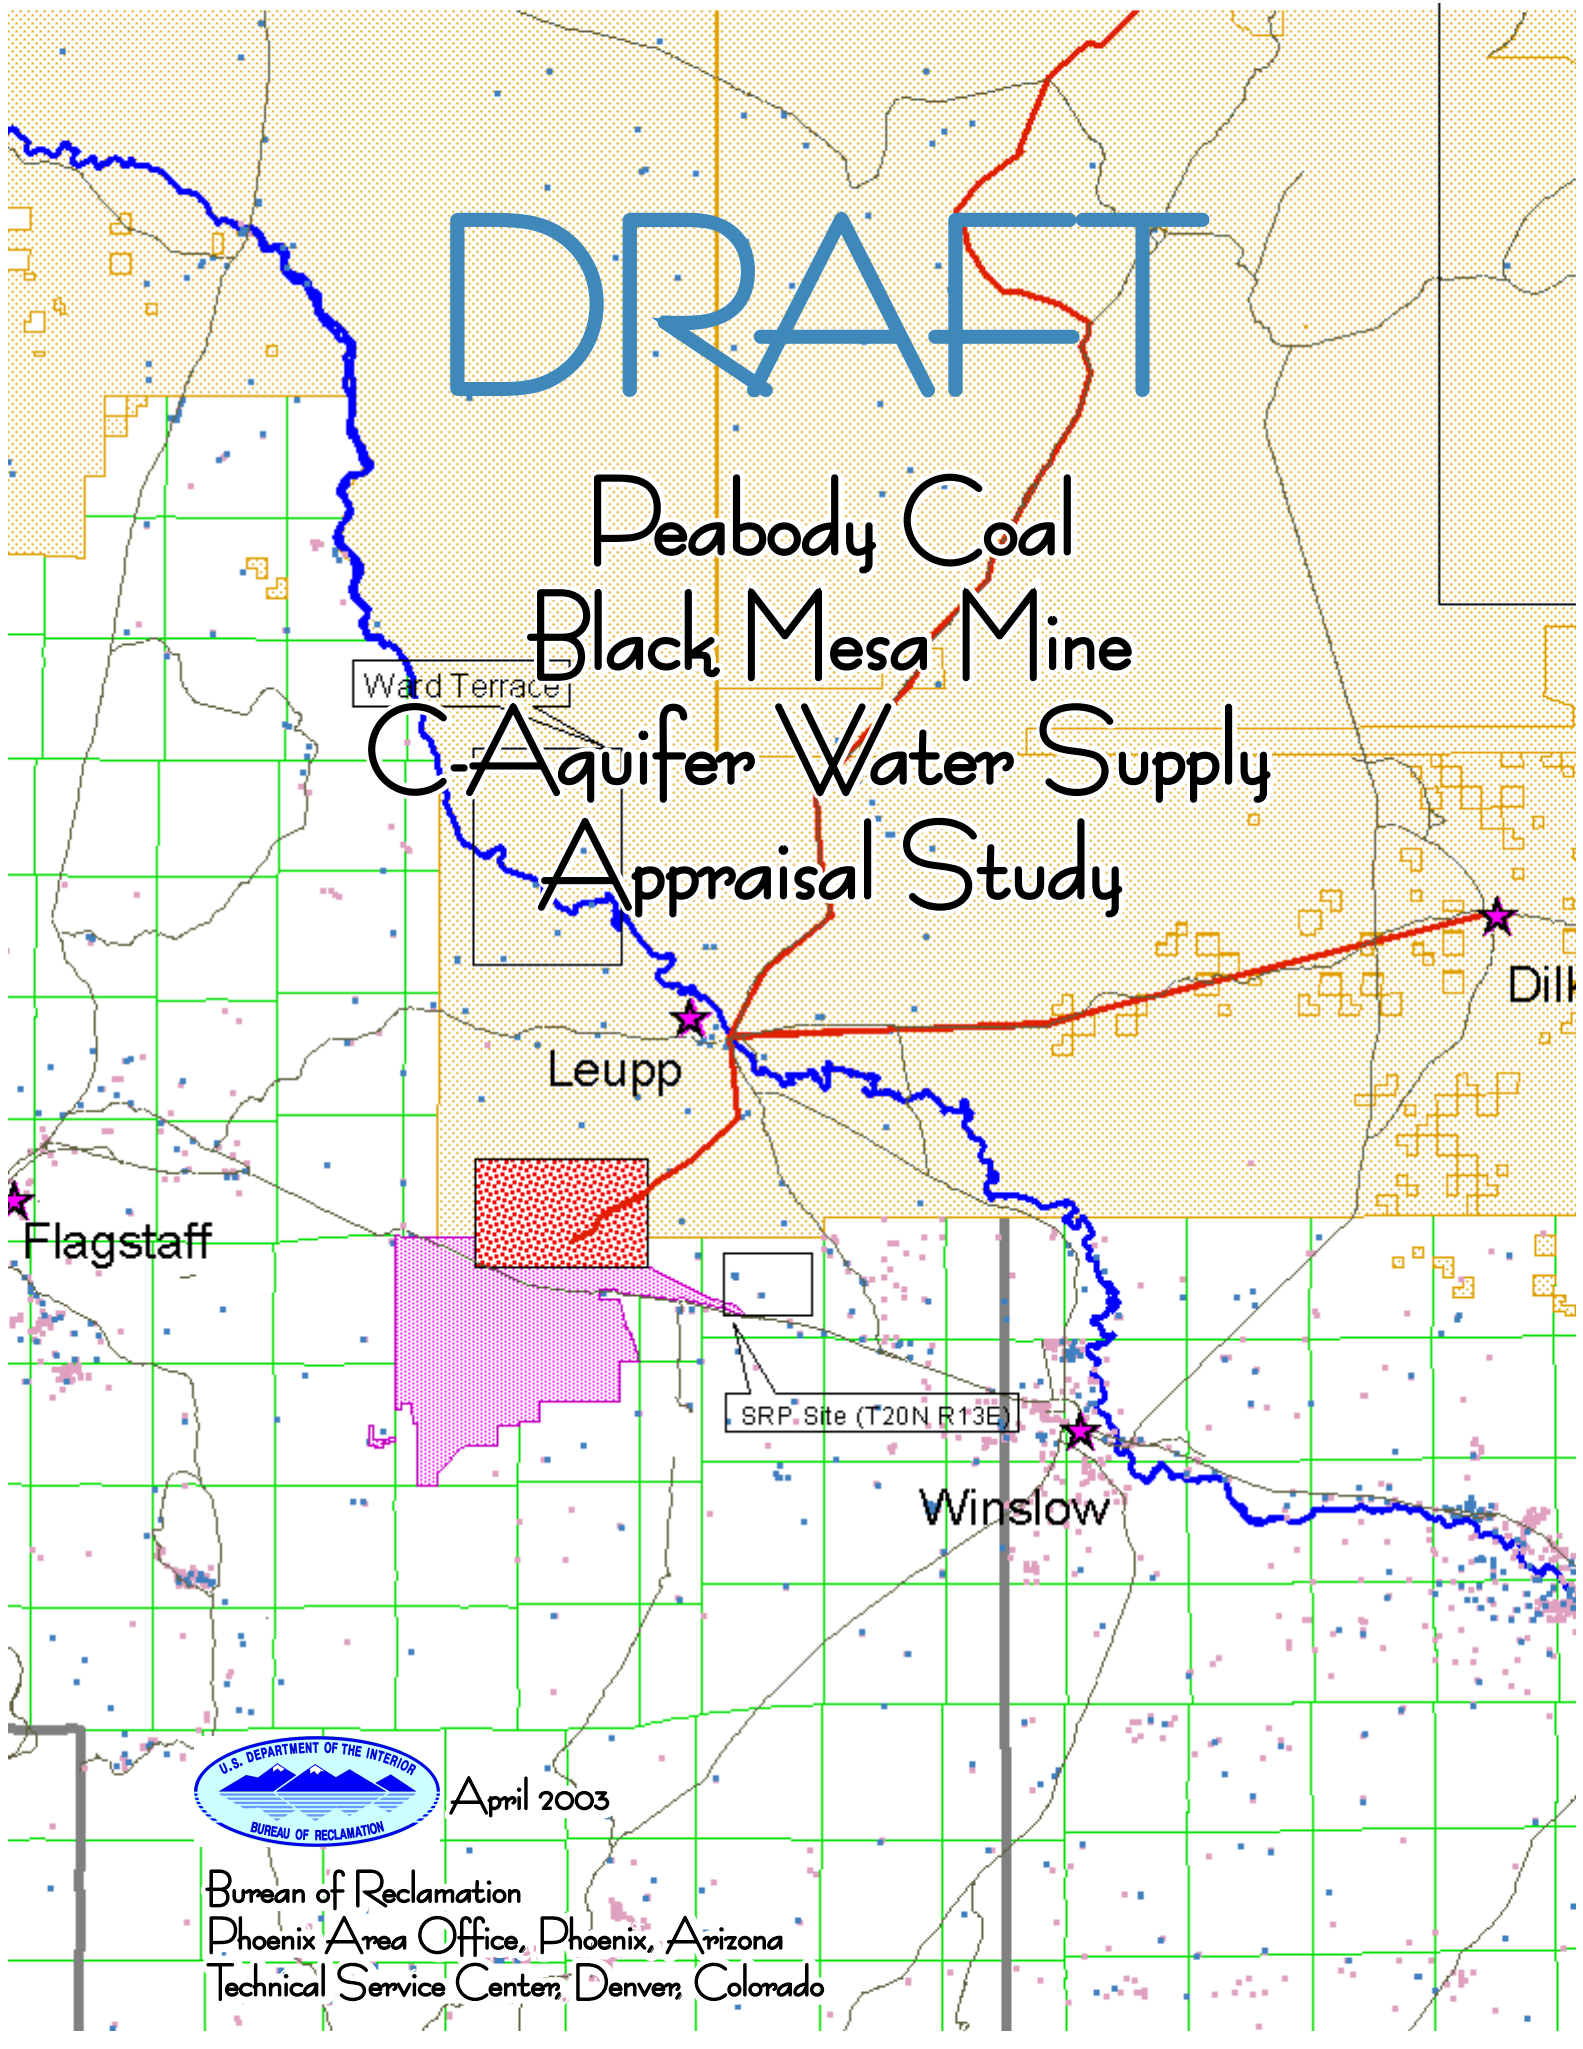 DRAFT
Peabody Coal
Black Mesa Mine
Ward Terrace
C-Aquifer Water Supply
Appraisal Study
Dilk
Leupp
Flagstaff
SRP Site (T20N R13E)
Winslow
U.S. DEPARTMENT OF THE INTERIOR
BUREAU OF RECLAMATION
April 2003
Burean of Reclamation
Phoenix Area Office, Phoenix, Arizona
Technical Service Center, Denver, Colorado